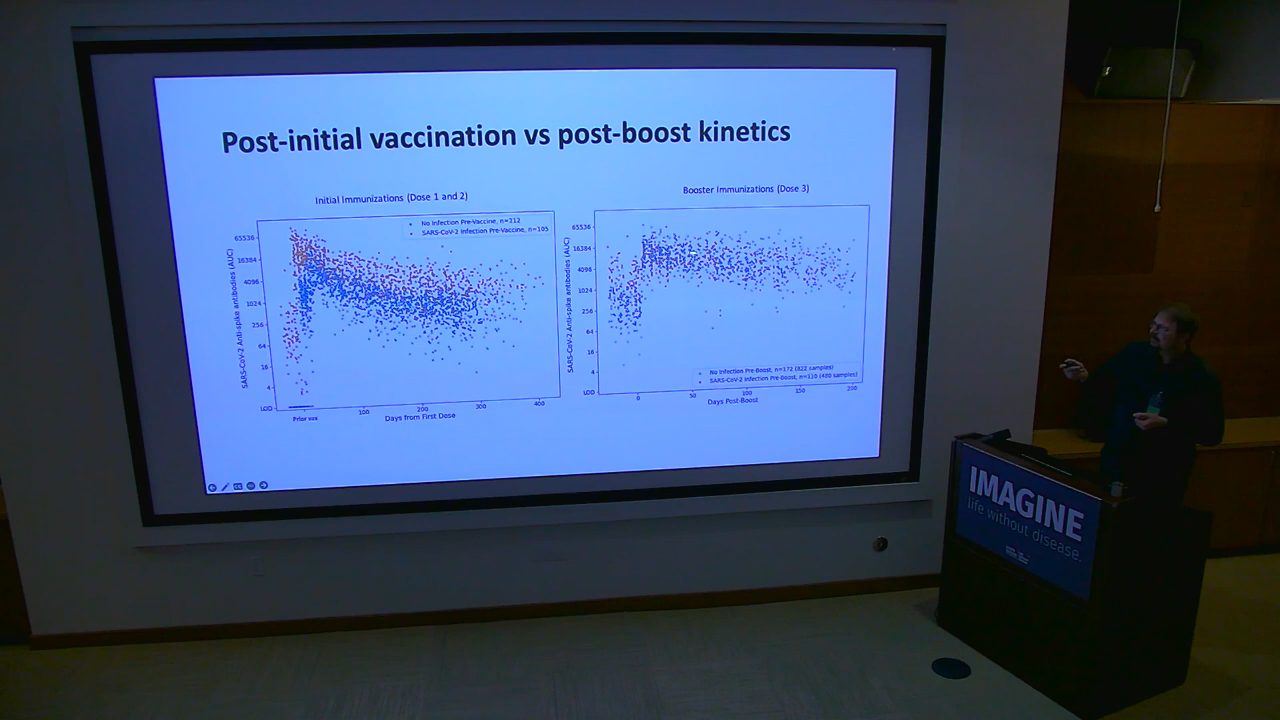 Post-initial vaccination vs post-boost kinetics
Initial Immunizations (Dose 1 and 2)
No Infection Pre-Vaccine, n=212
SARS-CoV-2 Infection Pre-Vaccine, n=105
SARS-CoV-2 Anti-spike antibodies (AUC)
65536
16384
4096
1024
256
64
16
4
LOD
Prior vax
100
200
300
400
Days from First Dose
Booster Immunizations (Dose 3)
SARS-CoV-2 Anti-spike antibodies (AUC)
65536
16384
4096
1024
256
64
16
4
LOD
No Infection Pre-Boost, n=172 (822 samples)
SARS-CoV-2 Infection Pre-Boost, n=110 (480 samples)
0
50
100
150
200
Days Post-Boost
IMAGINE
life without disease.